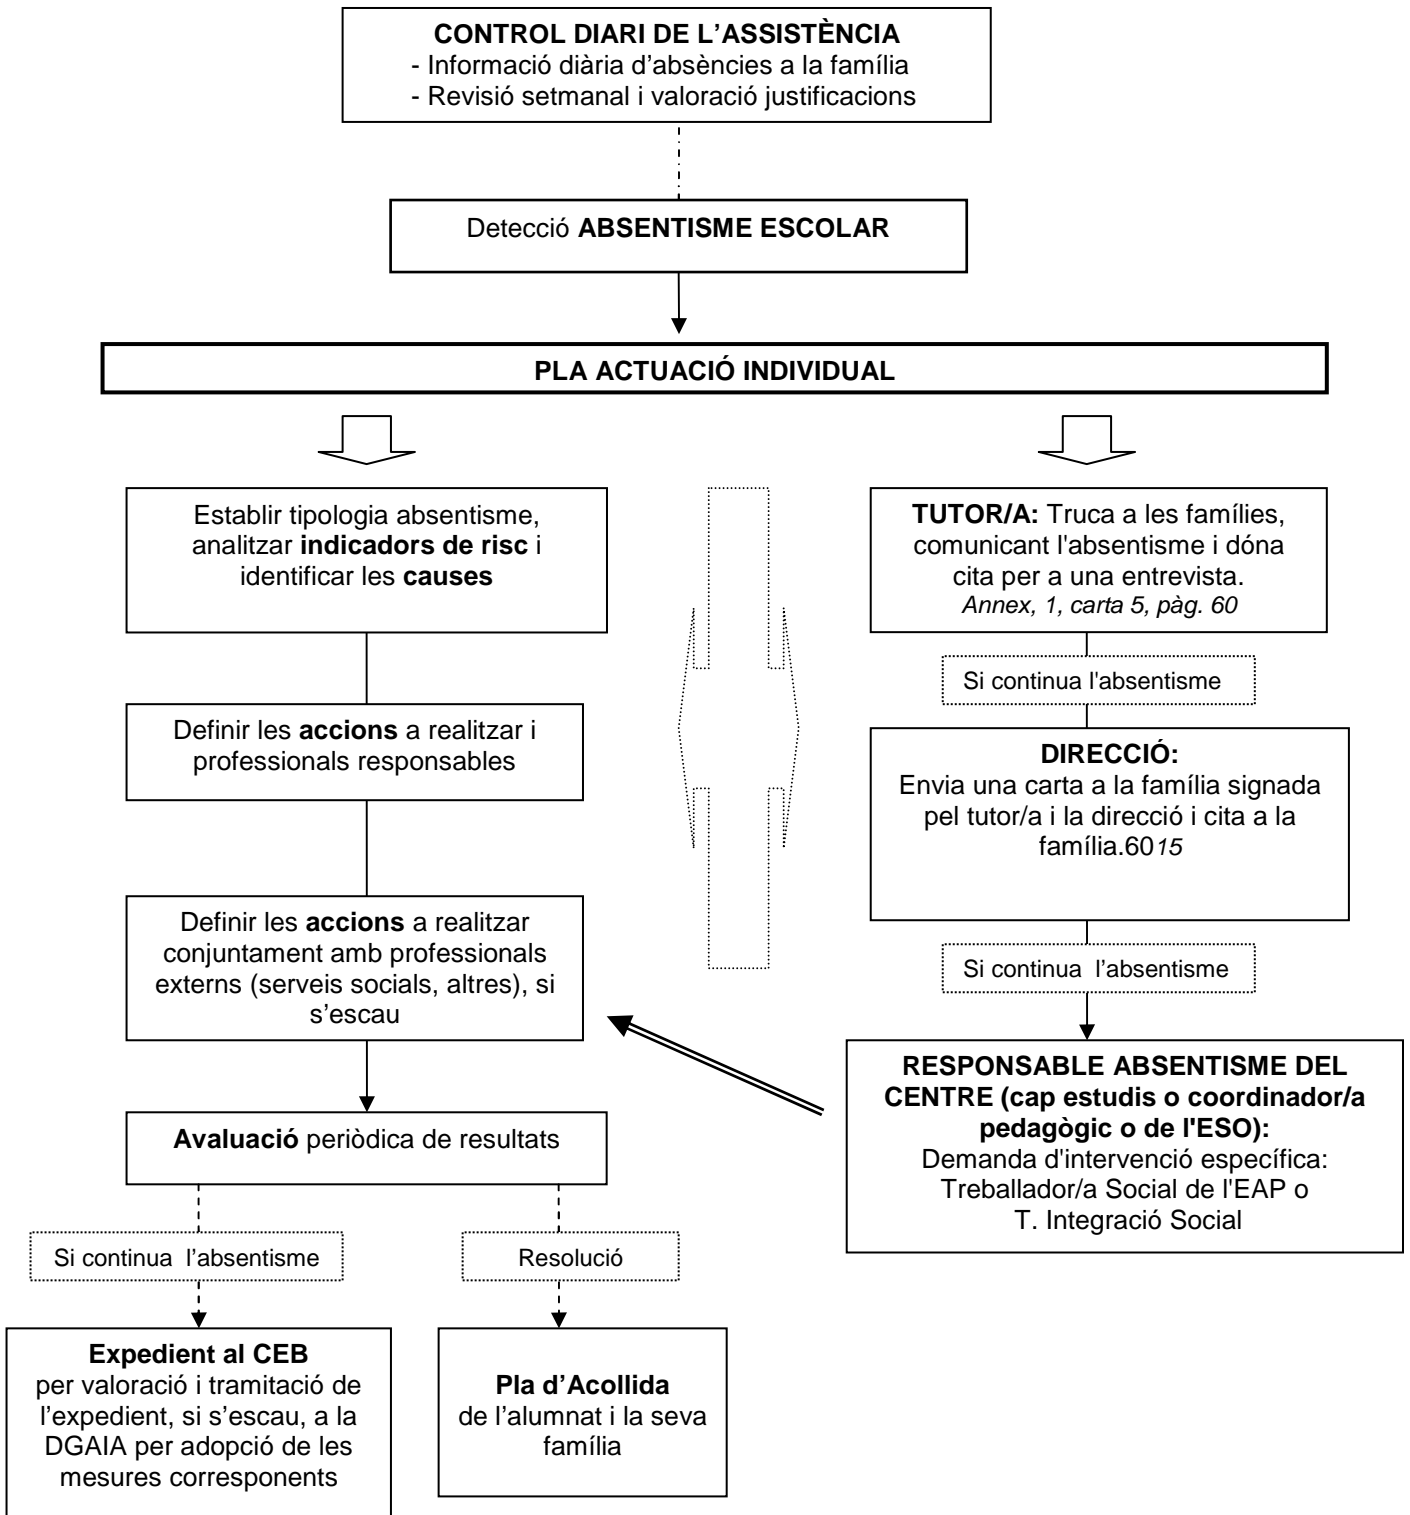 CONTROL DIARI DE L’ASSISTÈNCIA
- Informació diària d’absències a la família
- Revisió setmanal i valoració justificacions
Detecció ABSENTISME ESCOLAR
PLA ACTUACIÓ INDIVIDUAL
Establir tipologia absentisme,
analitzar indicadors de risc i
identificar les causes
Definir les accions a realitzar i
professionals responsables
Definir les accions a realitzar
conjuntament amb professionals
externs (serveis socials, altres), si
s’escau
Avaluació periòdica de resultats
Si continua l’absentisme
Resolució
Expedient al CEB
per valoració i tramitació de
l’expedient, si s’escau, a la
DGAIA per adopció de les
mesures corresponents
Pla d’Acollida
de l’alumnat i la seva
família
TUTOR/A: Truca a les famílies,
comunicant l'absentisme i dóna
cita per a una entrevista.
Annex, 1, carta 5, pàg. 60
Si continua l'absentisme
DIRECCIÓ:
Envia una carta a la família signada
pel tutor/a i la direcció i cita a la
família.6015
Si continua l’absentisme
RESPONSABLE ABSENTISME DEL
CENTRE (cap estudis o coordinador/a
pedagògic o de l'ESO):
Demanda d'intervenció específica:
Treballador/a Social de l'EAP o
T. Integració Social